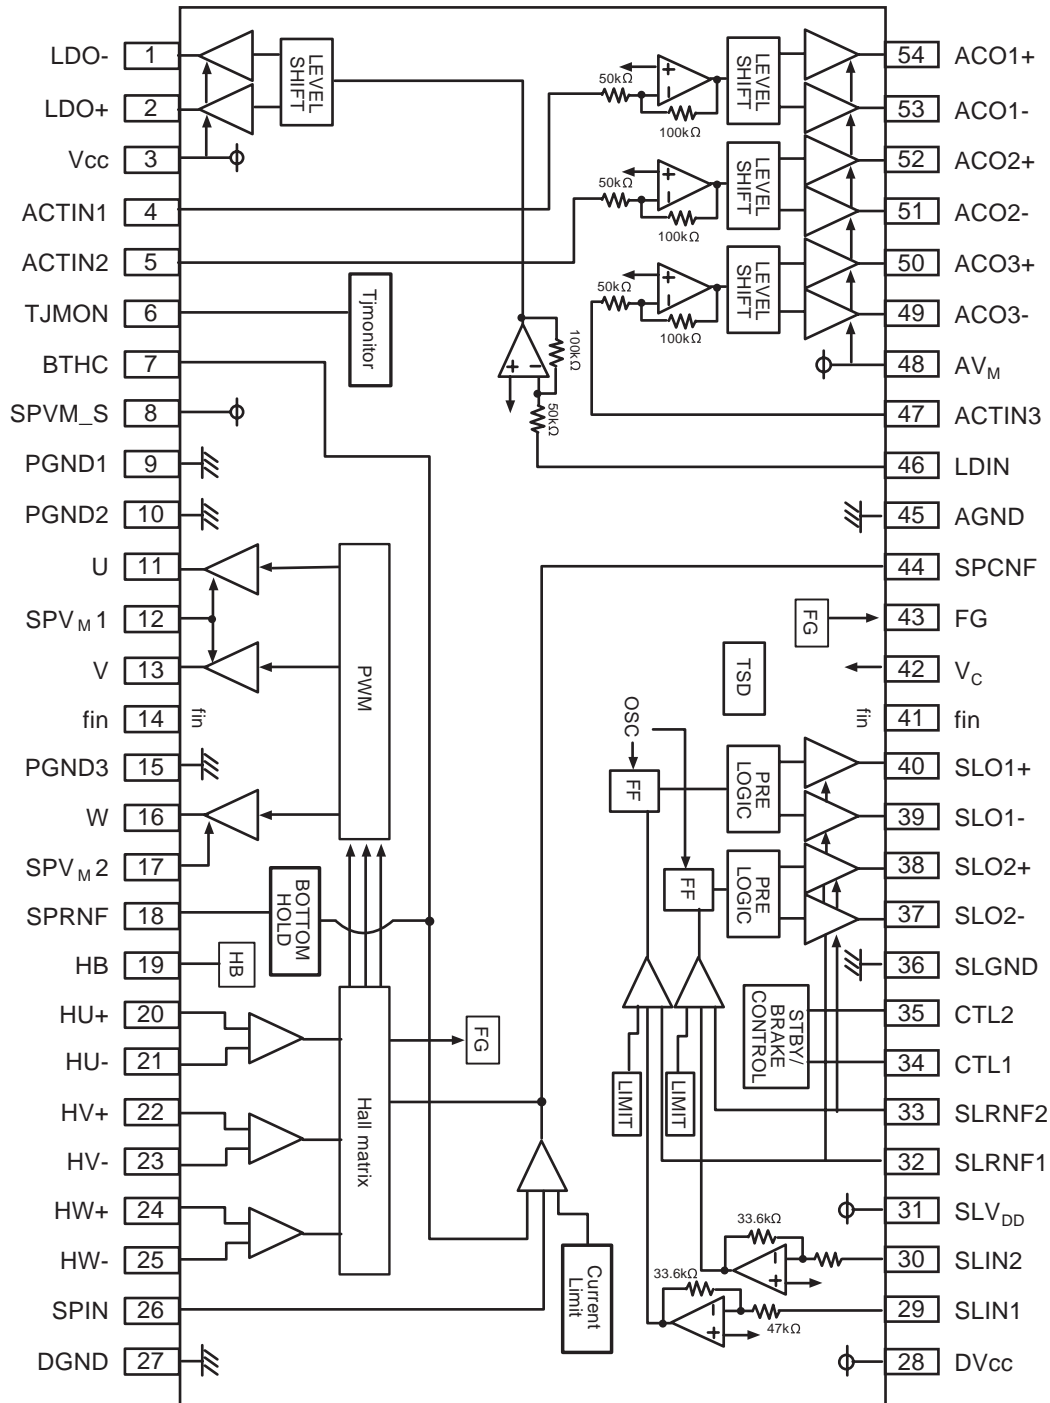 LDO- 1
LDO+ 2
Vcc 3
ACTIN1 4
ACTIN2 5
TJMON 6
BTHC 7
SPVM_S 8
PGND1 9
PGND2 10
U 11
SPVM1 12
V 13
fin 14 fin
PGND3 15
W 16
SPVM2 17
SPRNF 18
HB 19
HU+ 20
HU- 21
HV+ 22
HV- 23
HW+ 24
HW- 25
SPIN 26
DGND 27
LEVEL
SHIFT
Tjmonitor
PWM
BOTTOM
HOLD
HB
Hall matrix
FG
Current
Limit
100kΩ
50kΩ
50kΩ
100kΩ
LEVEL
SHIFT
50kΩ
100kΩ
LEVEL
SHIFT
50kΩ
100kΩ
LEVEL
SHIFT
FG
TSD
OSC
FF
PRE
LOGIC
FF
PRE
LOGIC
STBY/
BRAKE
CONTROL
LIMIT
LIMIT
33.6kΩ
33.6kΩ
47kΩ
54 ACO1+
53 ACO1-
52 ACO2+
51 ACO2-
50 ACO3+
49 ACO3-
48 AVM
47 ACTIN3
46 LDIN
45 AGND
44 SPCNF
43 FG
42 VC
fin 41 fin
40 SLO1+
39 SLO1-
38 SLO2+
37 SLO2-
36 SLGND
35 CTL2
34 CTL1
33 SLRNF2
32 SLRNF1
31 SLVDD
30 SLIN2
29 SLIN1
28 DVcc